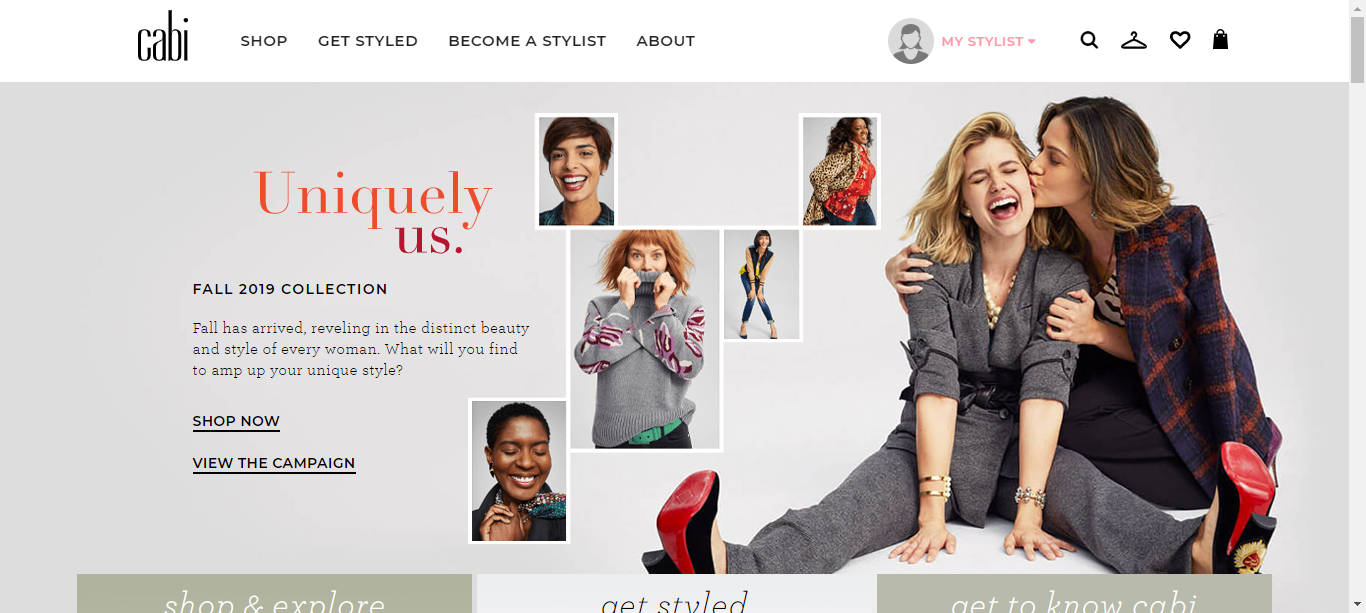 cabi
SHOP
GET STYLED
BECOME A STYLIST
ABOUT
MY STYLIST
Uniquely
us.
FALL 2019 COLLECTION
Fall has arrived, reveling in the distinct beauty
and style of every woman. What will you find
to amp up your unique style?
SHOP NOW
VIEW THE CAMPAIGN
shop & explore
get styled
get to know cabi